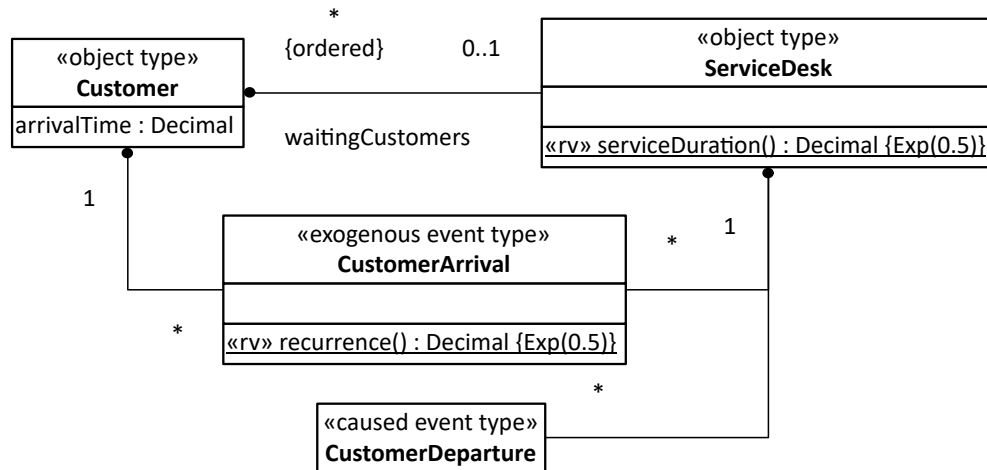 *
{ordered}
0..1
«object type»
Customer
arrivalTime : Decimal
waitingCustomers
«object type»
ServiceDesk
«rv» serviceDuration() : Decimal {Exp(0.5)}
1
*
«exogenous event type»
CustomerArrival
«rv» recurrence() : Decimal {Exp(0.5)}
*
1
*
«caused event type»
CustomerDeparture